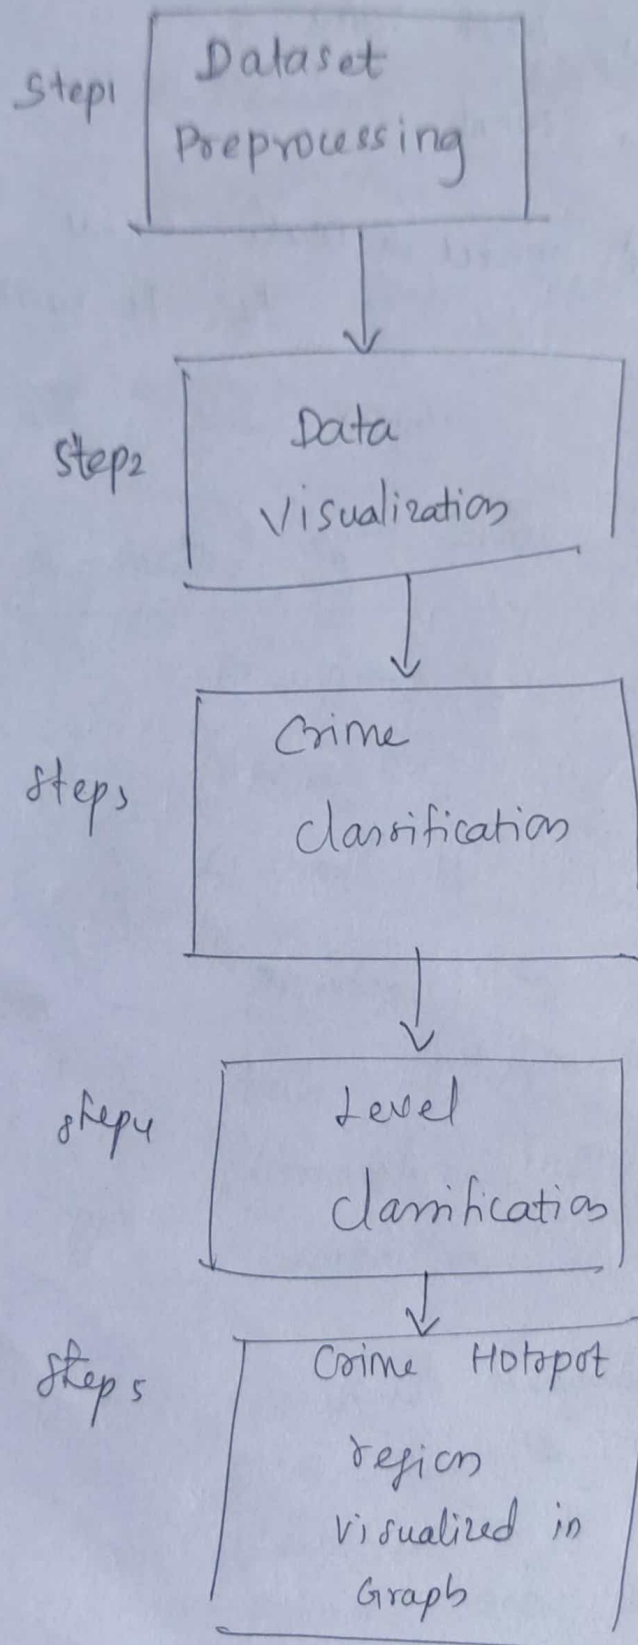 Step1
Dataset
Preprocessing
Step2
Data
Visualization
Step3
Crime
Classification
Step4
Level
Classification
Step5
Crime Hotspot
region
Visualized in
Graph